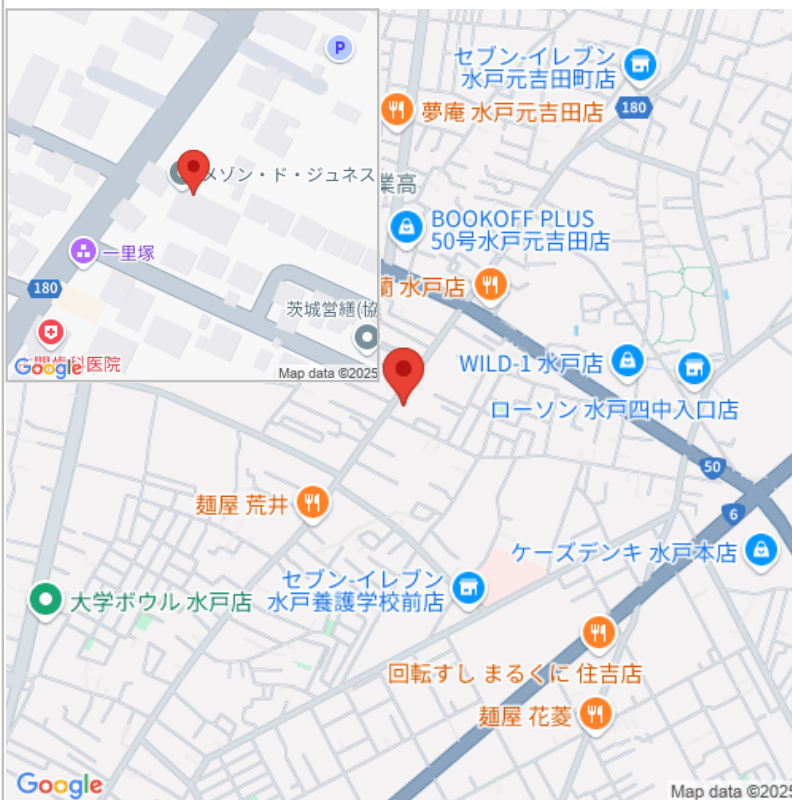 P
メゾン・ド・ジュネス
一里塚
180
茨城営繕(協
科医院
Google
Map data ©2025
セブン-イレブン
水戸元吉田町店
180
夢庵 水戸元吉田店
業高
BOOKOFF PLUS
50号水戸元吉田店
蘭 水戸店
WILD-1 水戸店
ローソン 水戸四中入口店
50
6
麺屋 荒井
ケーズデンキ 水戸本店
セブン-イレブン
水戸養護学校前店
大学ボウル 水戸店
回転すし まるくに 住吉店
麺屋 花菱
Google
Map data ©2025